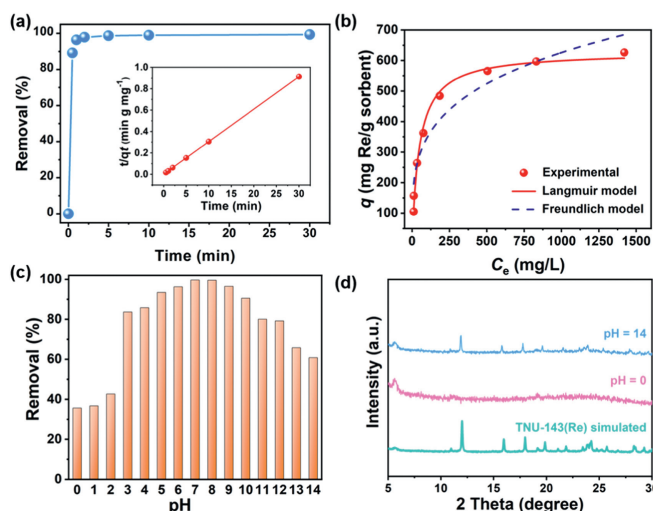 (a)
100
80
60
40
20
0
Removal (%)
0 5 10 15 20 25 30
Time (min)
1.0
0.8
0.6
0.4
0.2
0.0
t/qt (min g mg⁻¹)
0 5 10 15 20 25 30
Time (min)
(b)
700
600
500
400
300
200
100
q (mg Re/g sorbent)
Experimental
Langmuir model
Freundlich model
0 250 500 750 1000 1250 1500
Cₑ (mg/L)
(c)
100
80
60
40
20
0
Removal (%)
0 1 2 3 4 5 6 7 8 9 10 11 12 13 14
pH
(d)
Intensity (a.u.)
pH = 14
pH = 0
TNU-143(Re) simulated
5 10 15 20 25 30
2 Theta (degree)